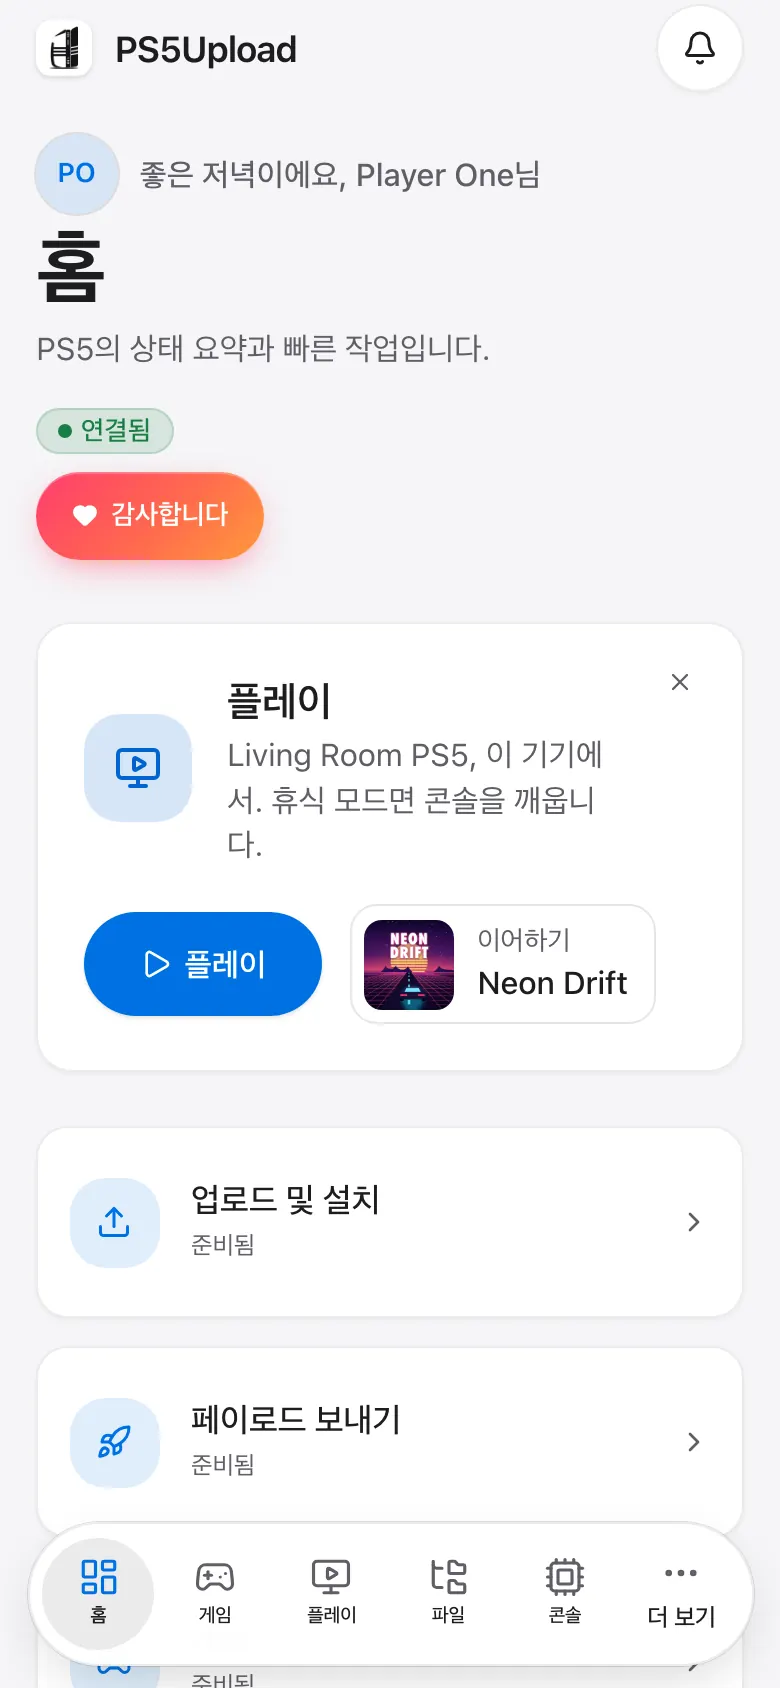 PS5Upload
PO
좋은 저녁이에요, Player One님
홈
PS5의 상태 요약과 빠른 작업입니다.
연결됨
감사합니다
플레이
Living Room PS5, 이 기기에
서. 휴식 모드면 콘솔을 깨웁니
다.
플레이
NEON
DRIFT
이어하기
Neon Drift
업로드 및 설치
준비됨
페이로드 보내기
준비됨
홈
게임
플레이
파일
콘솔
더 보기
준비됨